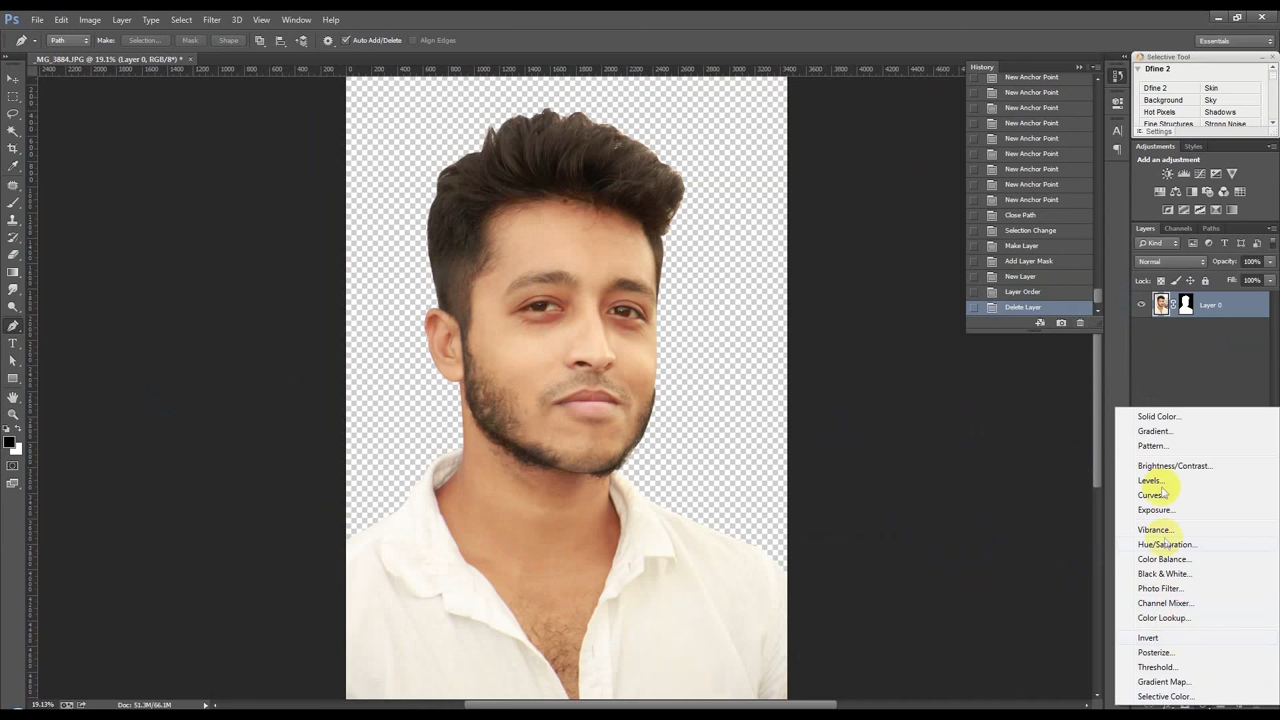 Ps File Edit Image Layer Type Select Filter 3D View Window Help
Path Make: Selection... Mask Shape Auto Add/Delete Align Edges Essentials
_MG_3884.JPG @ 19.1% (Layer 0, RGB/8*) * ×
History
New Anchor Point
New Anchor Point
New Anchor Point
New Anchor Point
New Anchor Point
New Anchor Point
New Anchor Point
New Anchor Point
New Anchor Point
Close Path
Selection Change
Make Layer
Add Layer Mask
New Layer
Layer Order
Delete Layer
Selective Tool
Dfine 2
Dfine 2 Skin
Background Sky
Hot Pixels Shadows
Fine Structures Strong Noise
Settings
Adjustments Styles
Add an adjustment
Layers Channels Paths
Kind
Normal Opacity: 100%
Lock: Fill: 100%
Layer 0
Solid Color...
Gradient...
Pattern...
Brightness/Contrast...
Levels...
Curves...
Exposure...
Vibrance...
Hue/Saturation...
Color Balance...
Black & White...
Photo Filter...
Channel Mixer...
Color Lookup...
Invert
Posterize...
Threshold...
Gradient Map...
Selective Color...
19.13% Doc: 51.3M/66.1M